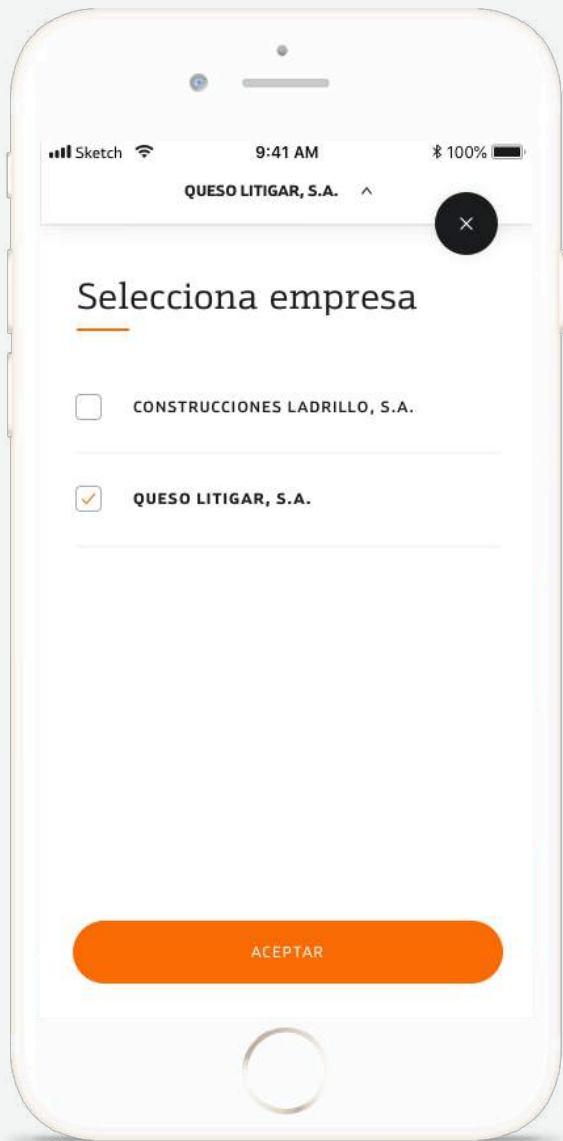 Sketch 9:41 AM 100%
QUESO LITIGAR, S.A.
Selecciona empresa
CONSTRUCCIONES LADRILLO, S.A.
QUESO LITIGAR, S.A.
ACEPTAR